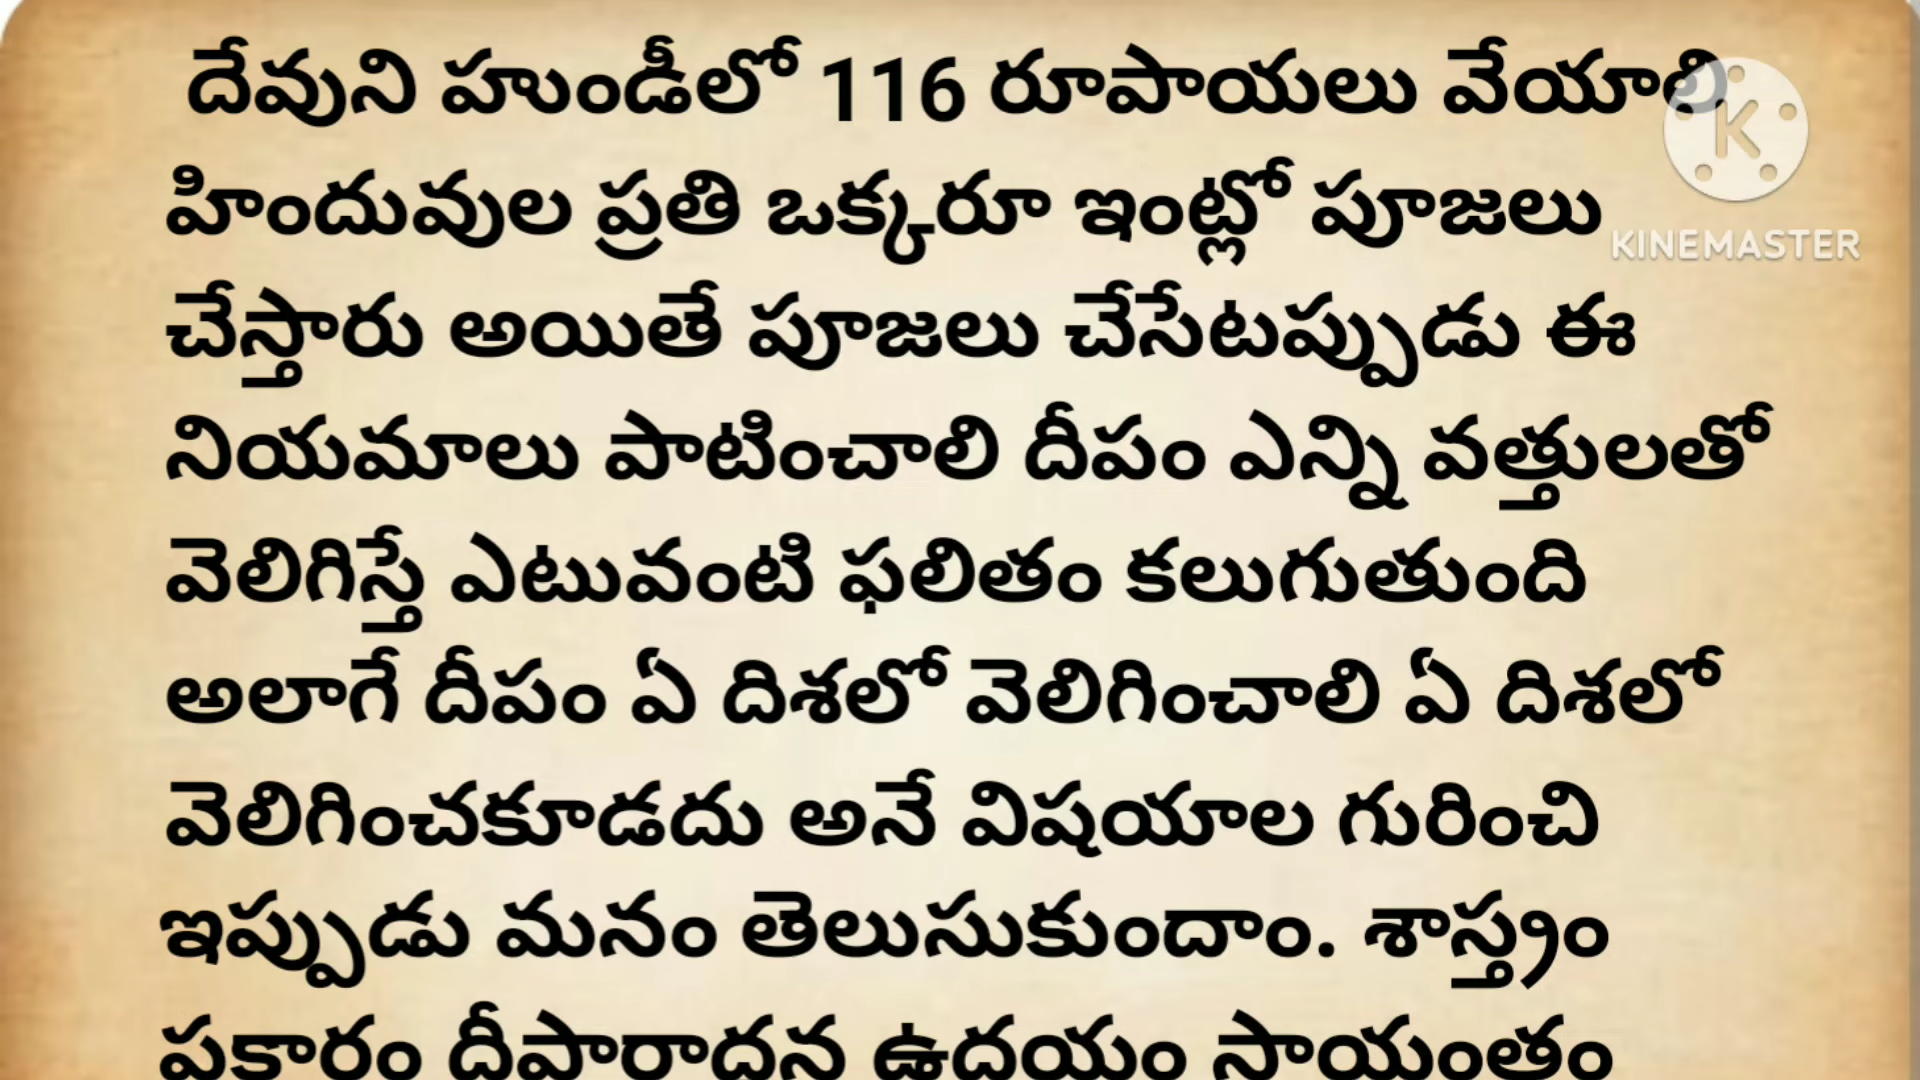 దేవుని హుండీలో 116 రూపాయలు వేయాలి
హిందువుల ప్రతి ఒక్కరూ ఇంట్లో పూజలు
చేస్తారు అయితే పూజలు చేసేటప్పుడు ఈ
నియమాలు పాటించాలి దీపం ఎన్ని వత్తులతో
వెలిగిస్తే ఎటువంటి ఫలితం కలుగుతుంది
అలాగే దీపం ఏ దిశలో వెలిగించాలి ఏ దిశలో
వెలిగించకూడదు అనే విషయాల గురించి
ఇప్పుడు మనం తెలుసుకుందాం. శాస్త్రం
పకారం దీపారాదన ఉదయం సాయంతం
K
KINEMASTER